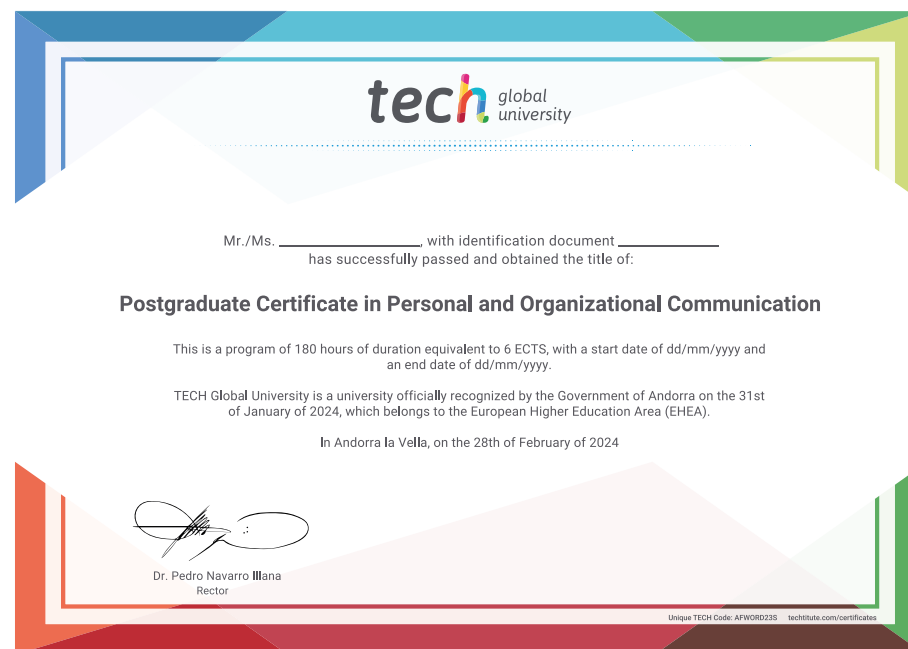 tech global
university
Mr./Ms. ____________________, with identification document ______________
has successfully passed and obtained the title of:
Postgraduate Certificate in Personal and Organizational Communication
This is a program of 180 hours of duration equivalent to 6 ECTS, with a start date of dd/mm/yyyy and
an end date of dd/mm/yyyy.
TECH Global University is a university officially recognized by the Government of Andorra on the 31st
of January of 2024, which belongs to the European Higher Education Area (EHEA).
In Andorra la Vella, on the 28th of February of 2024
Dr. Pedro Navarro Illana
Rector
Unique TECH Code: AFWORD23S techtitute.com/certificates